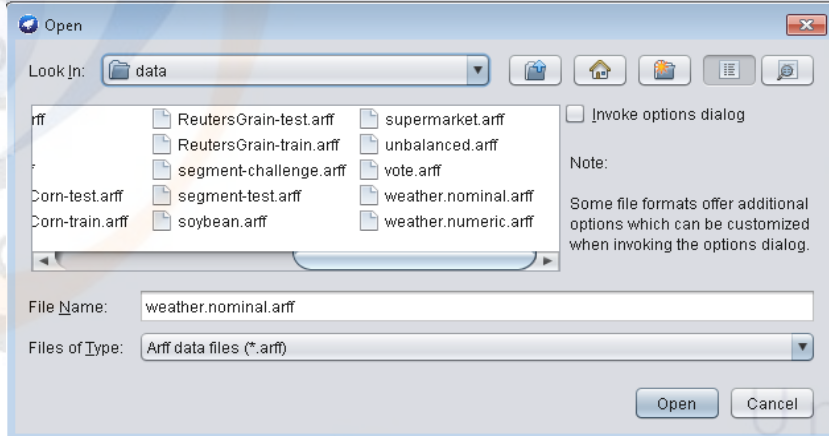 Open
Look In: data
rff
ReutersGrain-test.arff
supermarket.arff
Invoke options dialog
ReutersGrain-train.arff
unbalanced.arff
segment-challenge.arff
vote.arff
Note:
Corn-test.arff
segment-test.arff
weather.nominal.arff
Some file formats offer additional
Corn-train.arff
soybean.arff
weather.numeric.arff
options which can be customized
when invoking the options dialog.
File Name: weather.nominal.arff
Files of Type: Arff data files (*.arff)
Open Cancel